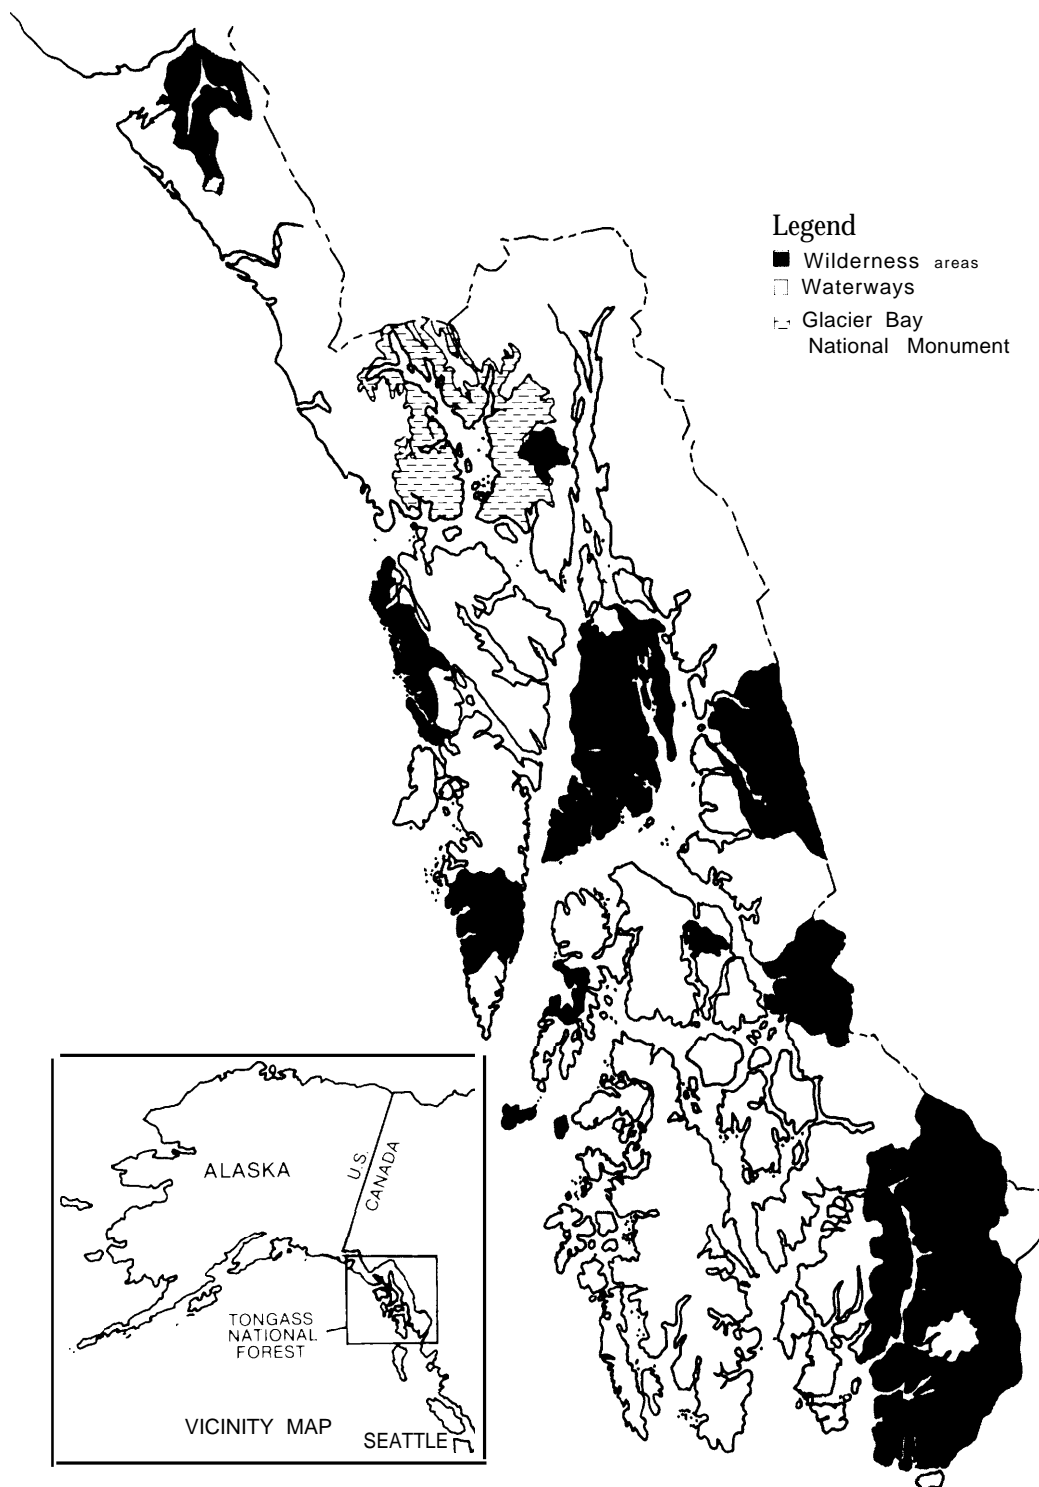 Legend
Wilderness areas
Waterways
Glacier Bay
National Monument
ALASKA
U.S.
CANADA
TONGASS
NATIONAL
FOREST
VICINITY MAP
SEATTLE